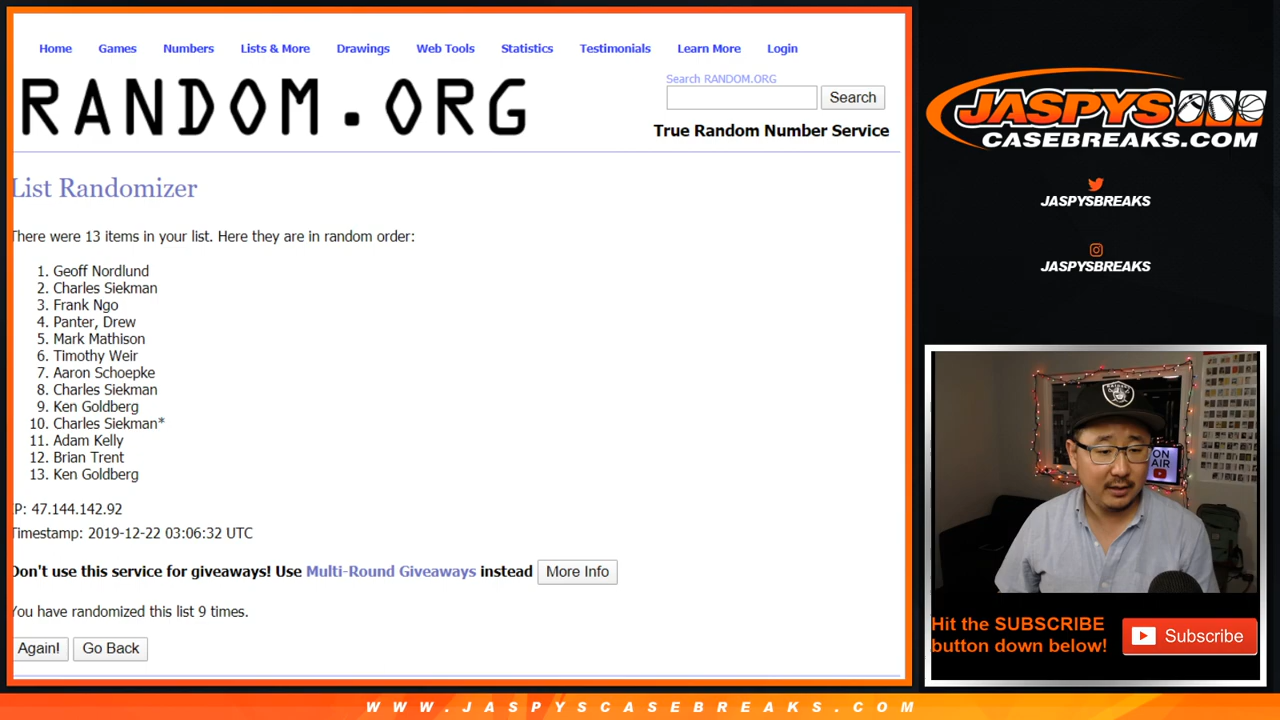 Home Games Numbers Lists & More Drawings Web Tools Statistics Testimonials Learn More Login
Search RANDOM.ORG
RANDOM.ORG
Search
True Random Number Service
List Randomizer
There were 13 items in your list. Here they are in random order:
1. Geoff Nordlund
2. Charles Siekman
3. Frank Ngo
4. Panter, Drew
5. Mark Mathison
6. Timothy Weir
7. Aaron Schoepke
8. Charles Siekman
9. Ken Goldberg
10. Charles Siekman*
11. Adam Kelly
12. Brian Trent
13. Ken Goldberg
P: 47.144.142.92
Timestamp: 2019-12-22 03:06:32 UTC
Don't use this service for giveaways! Use Multi-Round Giveaways instead More Info
You have randomized this list 9 times.
Again! Go Back
JASPYS
CASEBREAKS.COM
JASPYSBREAKS
JASPYSBREAKS
RAIDERS
ON
AIR
Hit the SUBSCRIBE
button down below!
Subscribe
WWW.JASPYSCASEBREAKS.COM